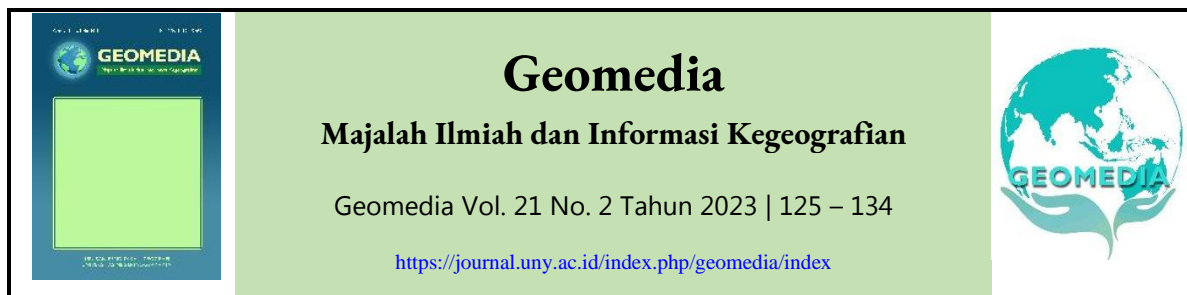 GEOMEDIA
Geomedia
Majalah Ilmiah dan Informasi Kegeografian
Geomedia Vol. 21 No. 2 Tahun 2023 | 125 – 134
https://journal.uny.ac.id/index.php/geomedia/index
GEOMEDIA